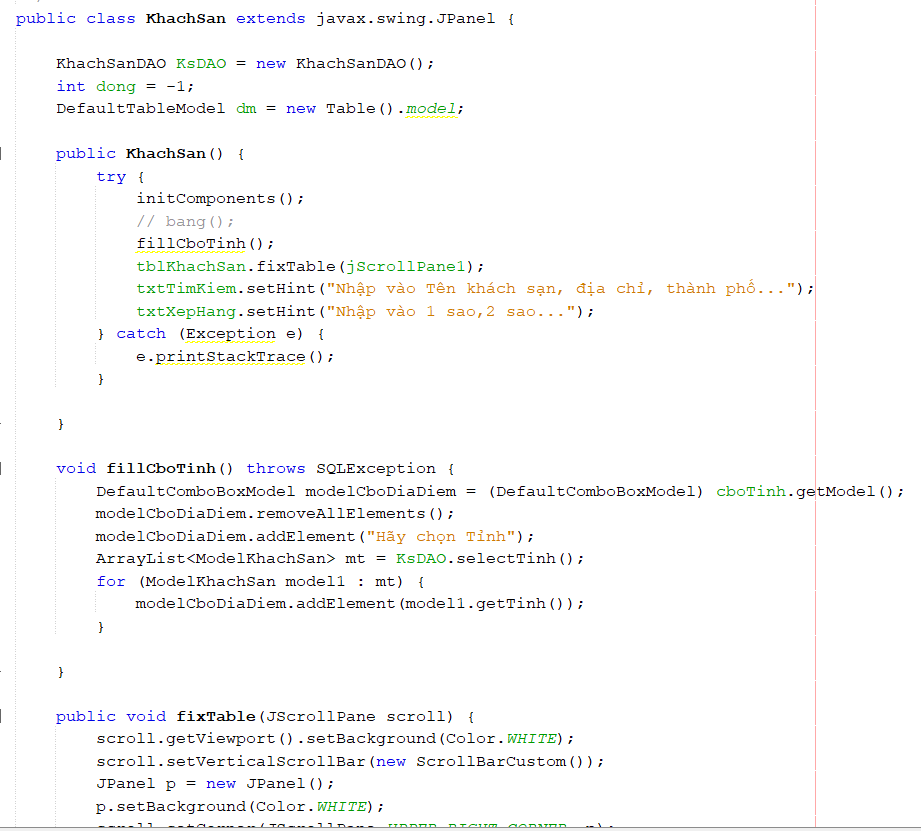 public class KhachSan extends javax.swing.JPanel {
KhachSanDAO KsDAO = new KhachSanDAO();
int dong = -1;
DefaultTableModel dm = new Table().model;
public KhachSan() {
try {
initComponents();
// bang();
fillCboTinh();
tblKhachSan.fixTable(jScrollPane1);
txtTimKiem.setHint("Nhập vào Tên khách sạn, địa chỉ, thành phố...");
txtXepHang.setHint("Nhập vào 1 sao,2 sao...");
} catch (Exception e) {
e.printStackTrace();
}
}
void fillCboTinh() throws SQLException {
DefaultComboBoxModel modelCboDiaDiem = (DefaultComboBoxModel) cboTinh.getModel();
modelCboDiaDiem.removeAllElements();
modelCboDiaDiem.addElement("Hãy chọn Tỉnh");
ArrayList<ModelKhachSan> mt = KsDAO.selectTinh();
for (ModelKhachSan model1 : mt) {
modelCboDiaDiem.addElement(model1.getTinh());
}
}
public void fixTable(JScrollPane scroll) {
scroll.getViewport().setBackground(Color.WHITE);
scroll.setVerticalScrollBar(new ScrollBarCustom());
JPanel p = new JPanel();
p.setBackground(Color.WHITE);
scroll.setCorner(JScrollPane.UPPER_RIGHT_CORNER, p);